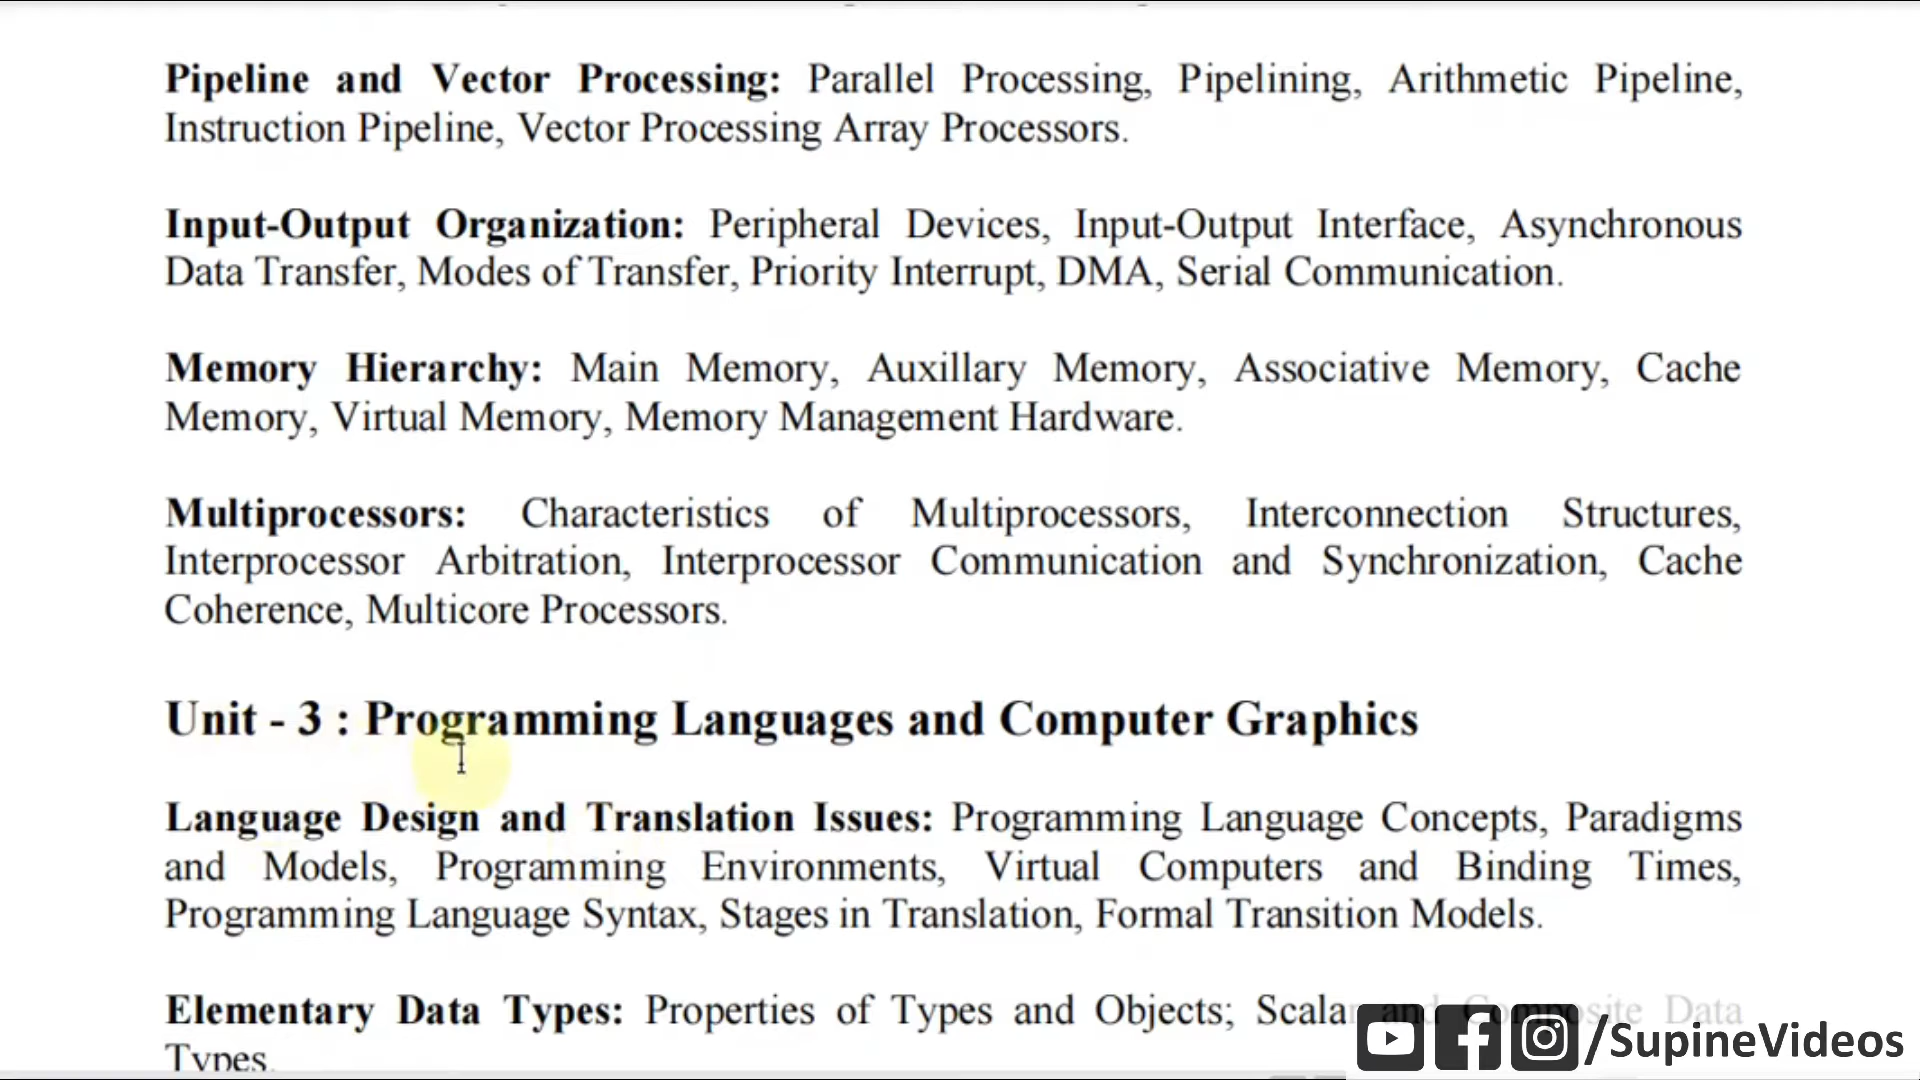 Pipeline and Vector Processing: Parallel Processing, Pipelining, Arithmetic Pipeline,
Instruction Pipeline, Vector Processing Array Processors.
Input-Output Organization: Peripheral Devices, Input-Output Interface, Asynchronous
Data Transfer, Modes of Transfer, Priority Interrupt, DMA, Serial Communication.
Memory Hierarchy: Main Memory, Auxillary Memory, Associative Memory, Cache
Memory, Virtual Memory, Memory Management Hardware.
Multiprocessors: Characteristics of Multiprocessors, Interconnection Structures,
Interprocessor Arbitration, Interprocessor Communication and Synchronization, Cache
Coherence, Multicore Processors.
Unit - 3 : Programming Languages and Computer Graphics
Language Design and Translation Issues: Programming Language Concepts, Paradigms
and Models, Programming Environments, Virtual Computers and Binding Times,
Programming Language Syntax, Stages in Translation, Formal Transition Models.
Elementary Data Types: Properties of Types and Objects; Scalar and Composite Data
Types.
/SupineVideos